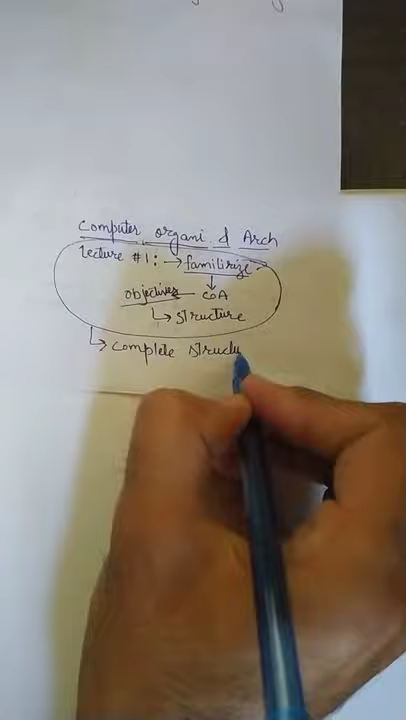 Computer organi & Arch
Lecture #1: → familirize
objectives ← COA
↳ structure
↳ complete structu